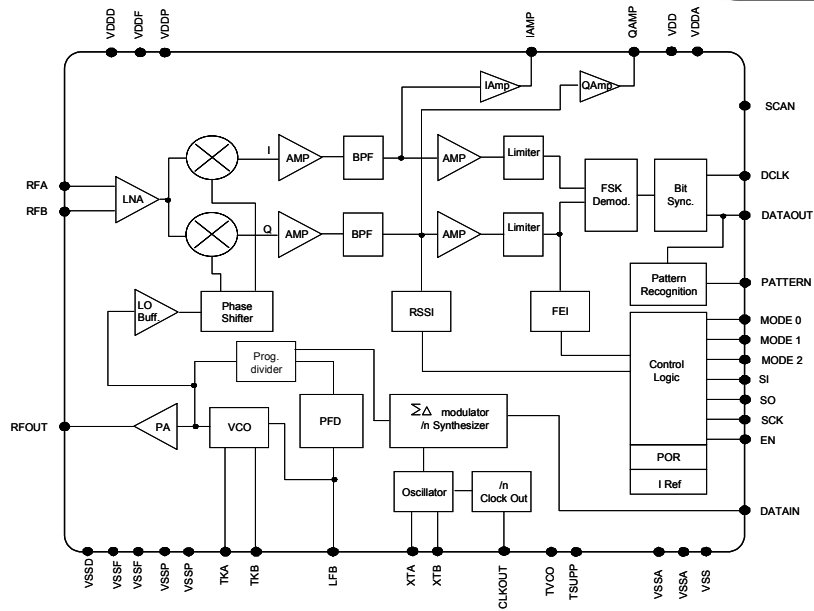 VDDD
VDDF
VDDP
IAMP
QAMP
VDD
VDDA
IAmp
QAmp
SCAN
I
AMP
BPF
AMP
Limiter
DCLK
RFA
LNA
FSK
Demod.
Bit
Sync.
RFB
DATAOUT
Q
AMP
BPF
AMP
Limiter
Pattern
Recognition
PATTERN
LO
Buff.
Phase
Shifter
RSSI
FEI
MODE 0
MODE 1
Control
Logic
MODE 2
Prog.
divider
SI
SO
SCK
RFOUT
PA
VCO
PFD
ΣΔ modulator
/n Synthesizer
EN
POR
Oscillator
/n
Clock Out
I Ref
DATAIN
VSSD
VSSF
VSSF
VSSP
VSSP
TKA
TKB
LFB
XTA
XTB
CLKOUT
TVCO
TSUPP
VSSA
VSSA
VSS